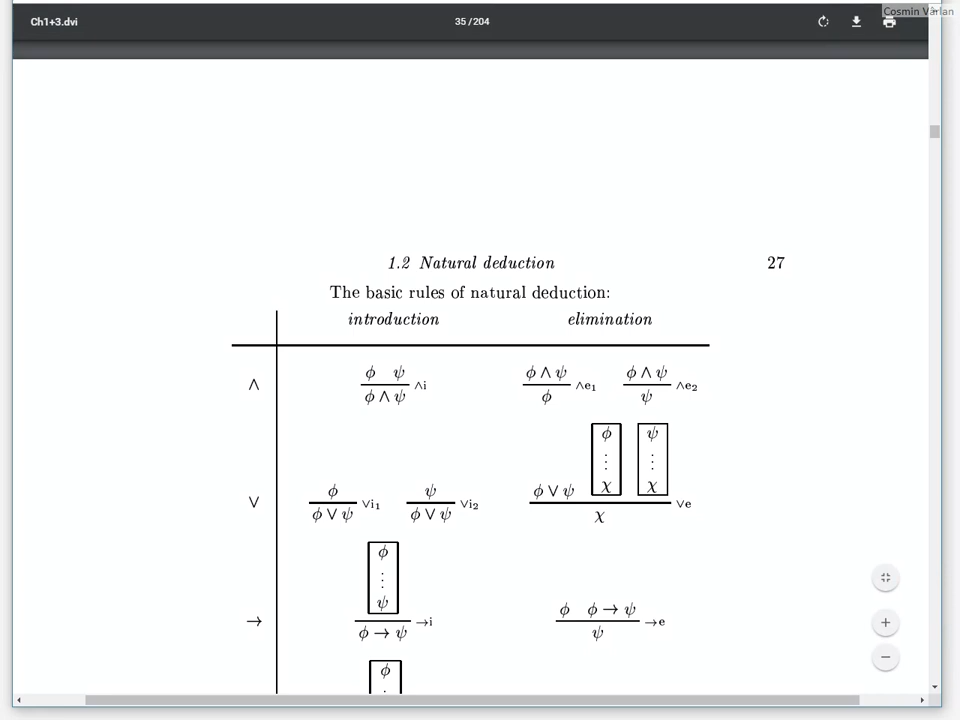 Cosmin Vârlan
Ch1+3.dvi 35 / 204
1.2 Natural deduction 27
The basic rules of natural deduction:
introduction elimination
∧ ϕ ψ / ϕ ∧ ψ ∧i ϕ ∧ ψ / ϕ ∧e₁ ϕ ∧ ψ / ψ ∧e₂
ϕ ψ
⋮ ⋮
∨ ϕ / ϕ ∨ ψ ∨i₁ ψ / ϕ ∨ ψ ∨i₂ ϕ ∨ ψ χ χ / χ ∨e
ϕ
⋮
ψ
→ ϕ → ψ →i ϕ ϕ → ψ / ψ →e
ϕ